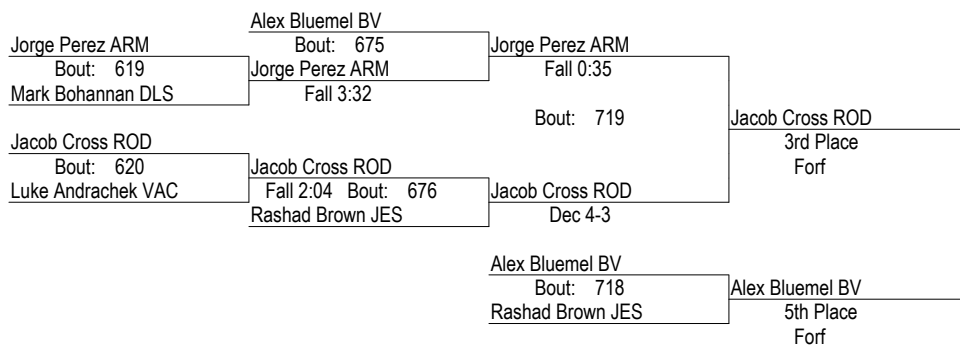 Alex Bluemel BV
Jorge Perez ARM
Bout: 675
Jorge Perez ARM
Bout: 619
Jorge Perez ARM
Fall 0:35
Mark Bohannan DLS
Fall 3:32
Bout: 719
Jacob Cross ROD
Jacob Cross ROD
3rd Place
Bout: 620
Jacob Cross ROD
Forf
Luke Andrachek VAC
Fall 2:04 Bout: 676
Jacob Cross ROD
Rashad Brown JES
Dec 4-3
Alex Bluemel BV
Bout: 718
Alex Bluemel BV
Rashad Brown JES
5th Place
Forf